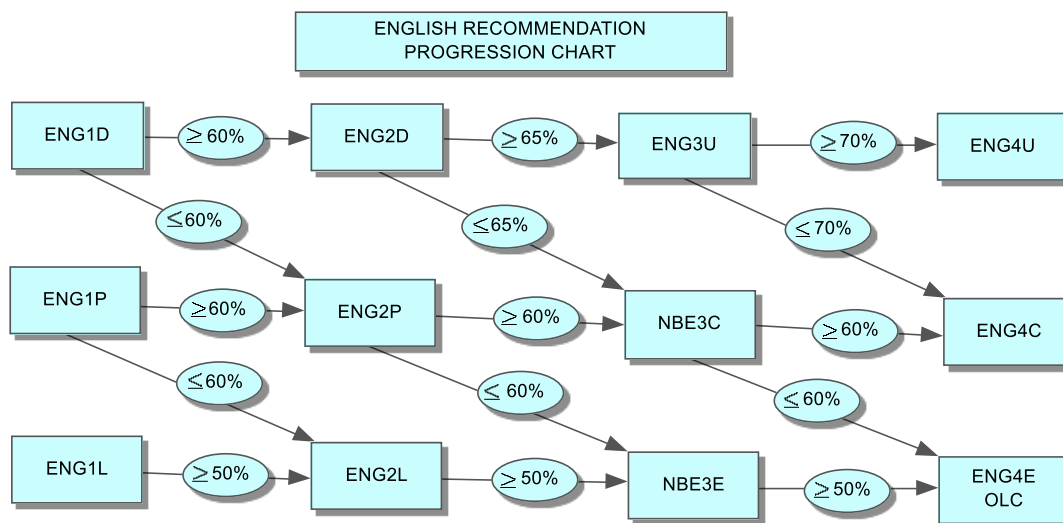 ENGLISH RECOMMENDATION
PROGRESSION CHART
ENG1D
≥ 60%
ENG2D
≥ 65%
ENG3U
≥ 70%
ENG4U
≤ 60%
≤ 65%
≤ 70%
ENG1P
≥ 60%
ENG2P
≥ 60%
NBE3C
≥ 60%
ENG4C
≤ 60%
≤ 60%
≤ 60%
ENG1L
≥ 50%
ENG2L
≥ 50%
NBE3E
≥ 50%
ENG4E
OLC